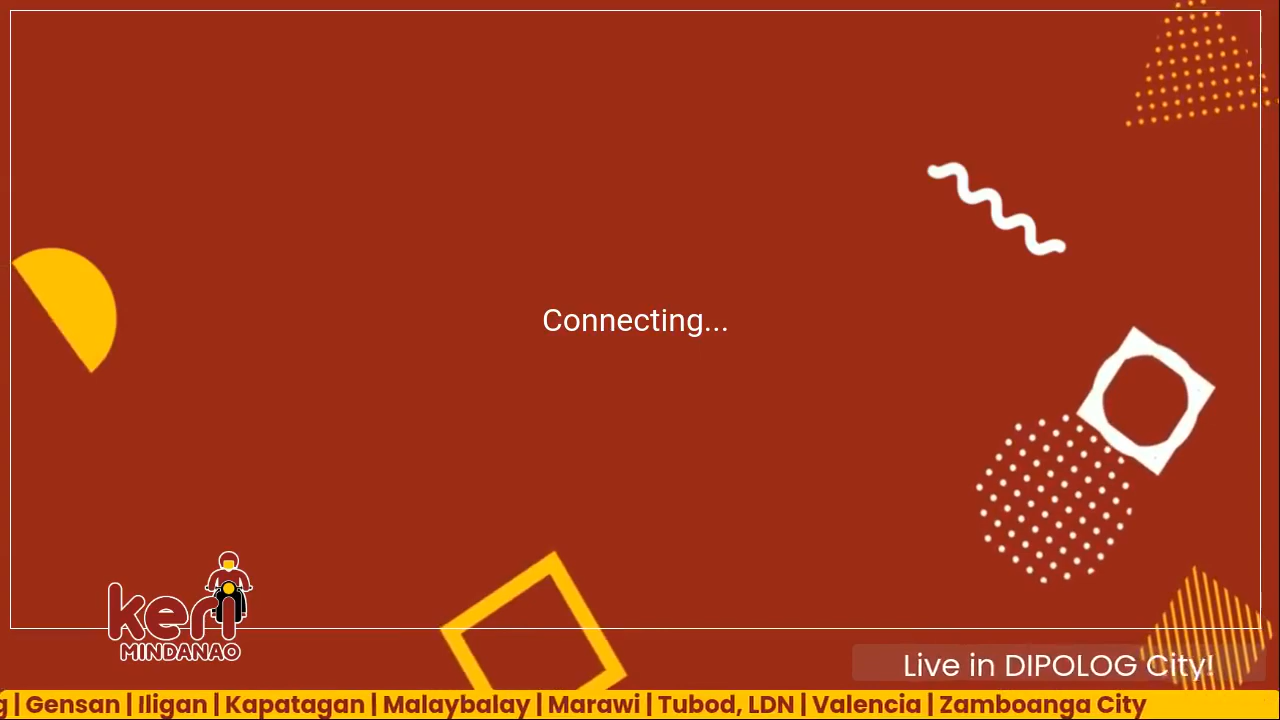 Connecting...
keri
MINDANAO
Live in DIPOLOG City!
g | Gensan | Iligan | Kapatagan | Malaybalay | Marawi | Tubod, LDN | Valencia | Zamboanga City